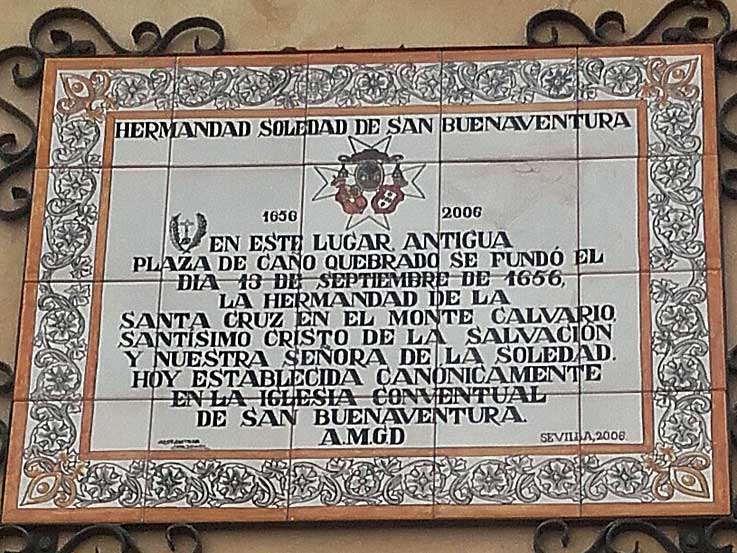 HERMANDAD SOLEDAD DE SAN BUENAVENTURA
1656 2006
EN ESTE LUGAR, ANTIGUA
PLAZA DE CAÑO QUEBRADO SE FUNDÓ EL
DIA 13 DE SEPTIEMBRE DE 1656,
LA HERMANDAD DE LA
SANTA CRUZ EN EL MONTE CALVARIO,
SANTÍSIMO CRISTO DE LA SALVACIÓN
Y NUESTRA SEÑORA DE LA SOLEDAD.
HOY ESTABLECIDA CANÓNICAMENTE
EN LA IGLESIA CONVENTUAL
DE SAN BUENAVENTURA.
A.M.G.D
SEVILLA, 2006.